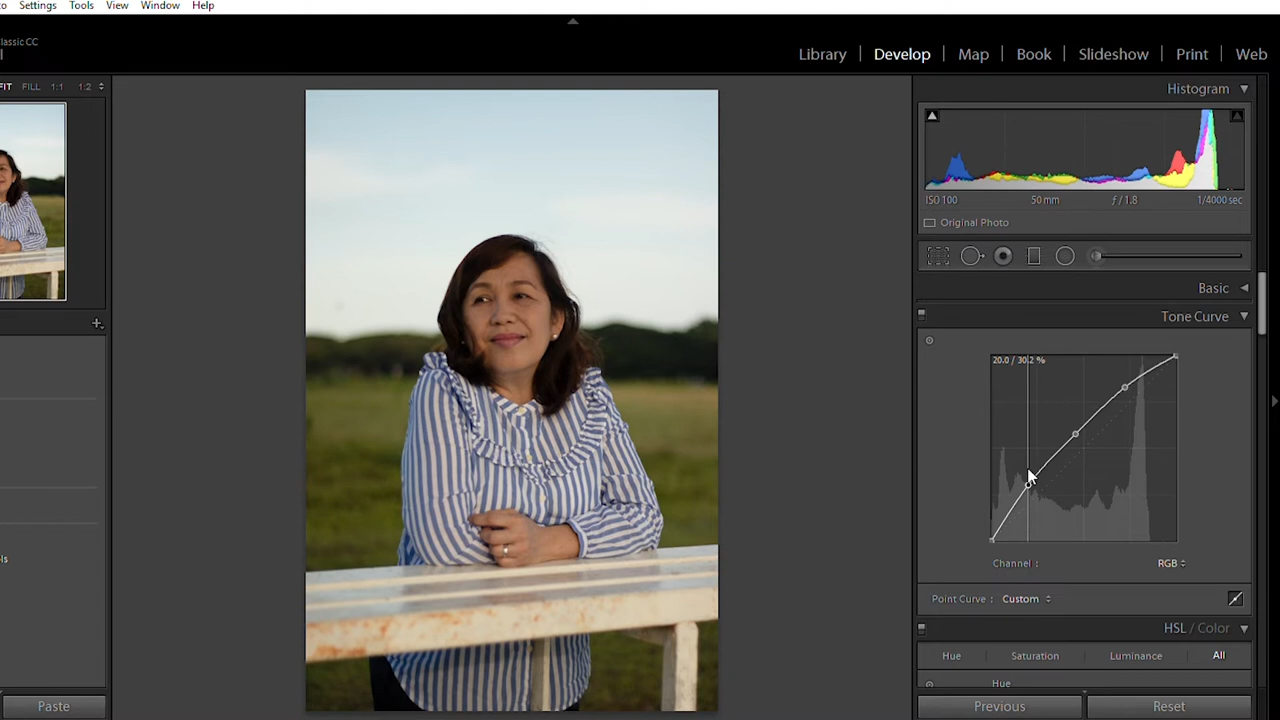 Settings Tools View Window Help
lassic CC
Library | Develop | Map | Book | Slideshow | Print | Web
FIT FILL 1:1 1:2
Histogram
ISO 100 50 mm ƒ / 1.8 1/4000 sec
Original Photo
Basic
Tone Curve
20.0 / 30.2 %
Channel : RGB
Point Curve : Custom
HSL / Color
Hue Saturation Luminance All
Hue
Paste Previous Reset